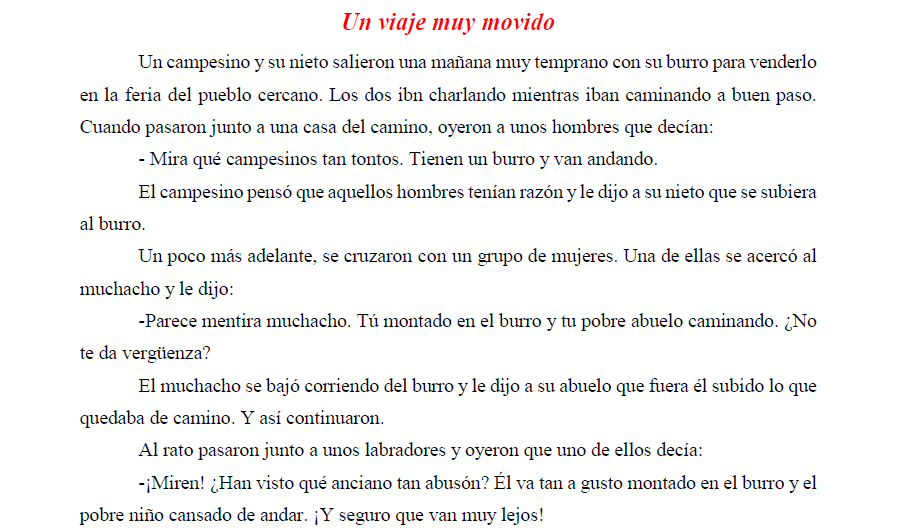 Un viaje muy movido
Un campesino y su nieto salieron una mañana muy temprano con su burro para venderlo
en la feria del pueblo cercano. Los dos ibn charlando mientras iban caminando a buen paso.
Cuando pasaron junto a una casa del camino, oyeron a unos hombres que decían:
- Mira qué campesinos tan tontos. Tienen un burro y van andando.
El campesino pensó que aquellos hombres tenían razón y le dijo a su nieto que se subiera
al burro.
Un poco más adelante, se cruzaron con un grupo de mujeres. Una de ellas se acercó al
muchacho y le dijo:
-Parece mentira muchacho. Tú montado en el burro y tu pobre abuelo caminando. ¿No
te da vergüenza?
El muchacho se bajó corriendo del burro y le dijo a su abuelo que fuera él subido lo que
quedaba de camino. Y así continuaron.
Al rato pasaron junto a unos labradores y oyeron que uno de ellos decía:
-¡Miren! ¿Han visto qué anciano tan abusón? Él va tan a gusto montado en el burro y el
pobre niño cansado de andar. ¡Y seguro que van muy lejos!